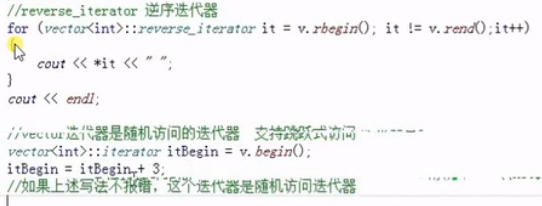 //reverse_iterator 逆序迭代器
for (vector<int>::reverse_iterator it = v.rbegin(); it != v.rend();it++)
{
cout << *it << " ";
}
cout << endl;
//vector迭代器是随机访问的迭代器 支持跳跃式访问
vector<int>::iterator itBegin = v.begin();
itBegin = itBegin + 3;
//如果上述写法不报错，这个迭代器是随机访问迭代器